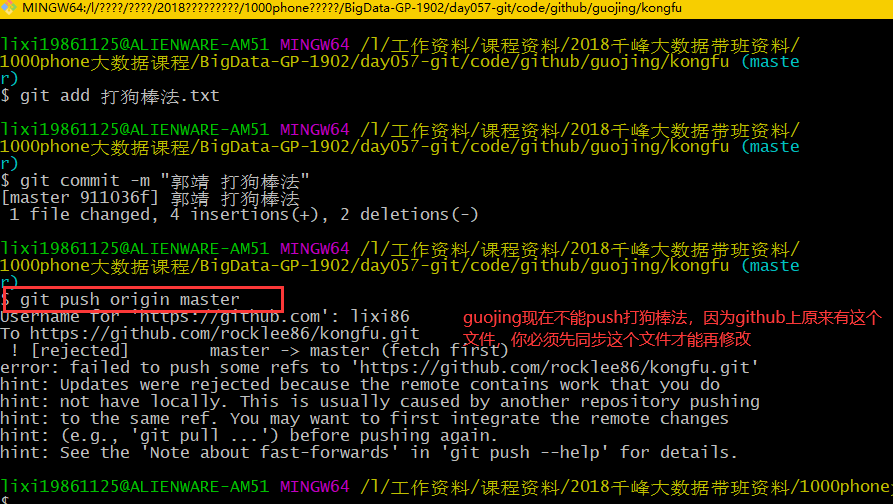 MINGW64:/l/????/????/2018?????????/1000phone?????/BigData-GP-1902/day057-git/code/github/guojing/kongfu
lixi19861125@ALIENWARE-AM51 MINGW64 /l/工作资料/课程资料/2018千峰大数据带班资料/
1000phone大数据课程/BigData-GP-1902/day057-git/code/github/guojing/kongfu (maste
r)
$ git add 打狗棒法.txt
lixi19861125@ALIENWARE-AM51 MINGW64 /l/工作资料/课程资料/2018千峰大数据带班资料/
1000phone大数据课程/BigData-GP-1902/day057-git/code/github/guojing/kongfu (maste
r)
$ git commit -m "郭靖 打狗棒法"
[master 911036f] 郭靖 打狗棒法
1 file changed, 4 insertions(+), 2 deletions(-)
lixi19861125@ALIENWARE-AM51 MINGW64 /l/工作资料/课程资料/2018千峰大数据带班资料/
1000phone大数据课程/BigData-GP-1902/day057-git/code/github/guojing/kongfu (maste
r)
$ git push origin master
Username for 'https://github.com': lixi86
guojing现在不能push打狗棒法，因为github上原来有这个
文件，你必须先同步这个文件才能再修改
To https://github.com/rocklee86/kongfu.git
! [rejected] master -> master (fetch first)
error: failed to push some refs to 'https://github.com/rocklee86/kongfu.git'
hint: Updates were rejected because the remote contains work that you do
hint: not have locally. This is usually caused by another repository pushing
hint: to the same ref. You may want to first integrate the remote changes
hint: (e.g., 'git pull ...') before pushing again.
hint: See the 'Note about fast-forwards' in 'git push --help' for details.
lixi19861125@ALIENWARE-AM51 MINGW64 /l/工作资料/课程资料/2018千峰大数据带班资料/1000phone
$